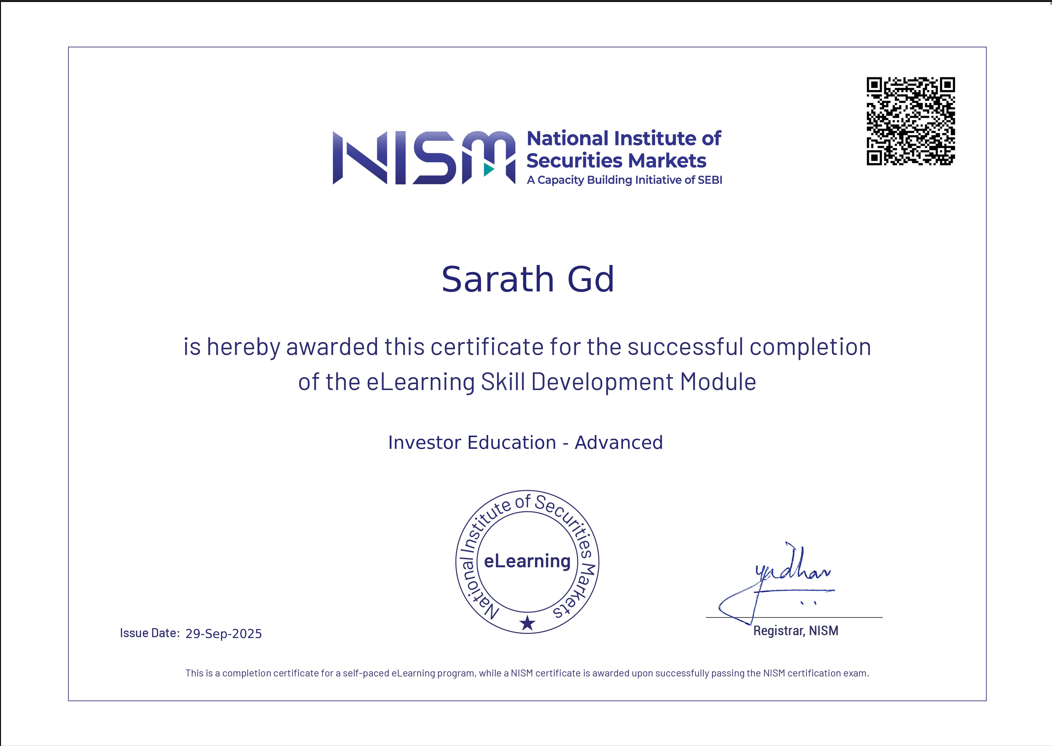 NISM
National Institute of
Securities Markets
A Capacity Building Initiative of SEBI
Sarath Gd
is hereby awarded this certificate for the successful completion
of the eLearning Skill Development Module
Investor Education - Advanced
National Institute of Securities Markets
eLearning
Issue Date: 29-Sep-2025
Registrar, NISM
This is a completion certificate for a self-paced eLearning program, while a NISM certificate is awarded upon successfully passing the NISM certification exam.